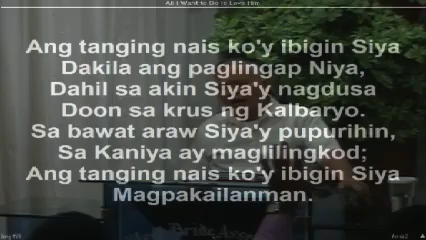 All I Want to Do Is Love Him
Ang tanging nais ko'y ibigin Siya
Dakila ang paglingap Niya,
Dahil sa akin Siya'y nagdusa
Doon sa krus ng Kalbaryo.
Sa bawat araw Siya'y pupurihin,
Sa Kaniya ay maglilingkod;
Ang tanging nais ko'y ibigin Siya
Magpakailanman.